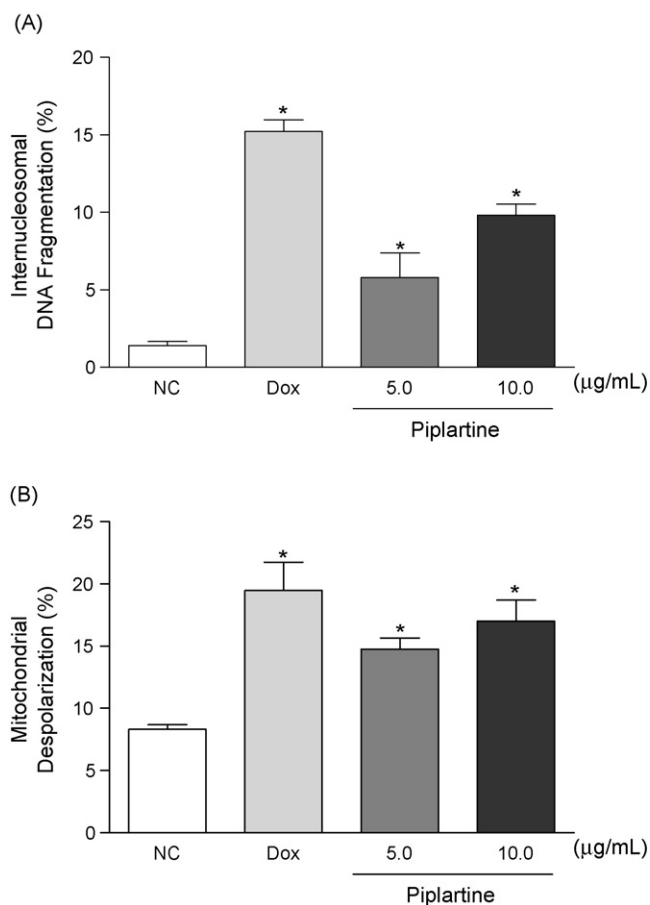 (A)
Internucleosomal
DNA Fragmentation (%)
20
15
10
5
0
*
*
*
NC
Dox
5.0
10.0
(μg/mL)
Piplartine
(B)
Mitochondrial
Despolarization (%)
25
20
15
10
5
0
*
*
*
NC
Dox
5.0
10.0
(μg/mL)
Piplartine